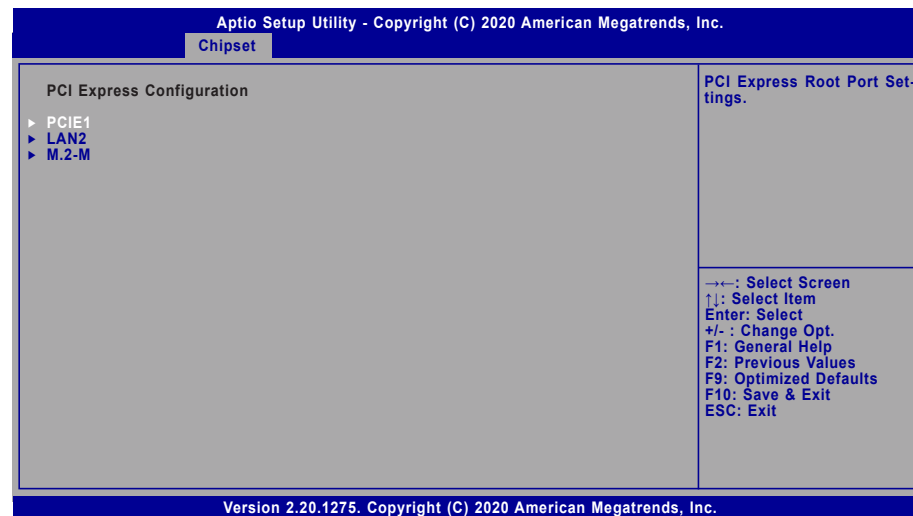 Aptio Setup Utility - Copyright (C) 2020 American Megatrends, Inc.
Chipset
PCI Express Configuration
► PCIE1
► LAN2
► M.2-M
PCI Express Root Port Set-
tings.
→←: Select Screen
↑↓: Select Item
Enter: Select
+/- : Change Opt.
F1: General Help
F2: Previous Values
F9: Optimized Defaults
F10: Save & Exit
ESC: Exit
Version 2.20.1275. Copyright (C) 2020 American Megatrends, Inc.